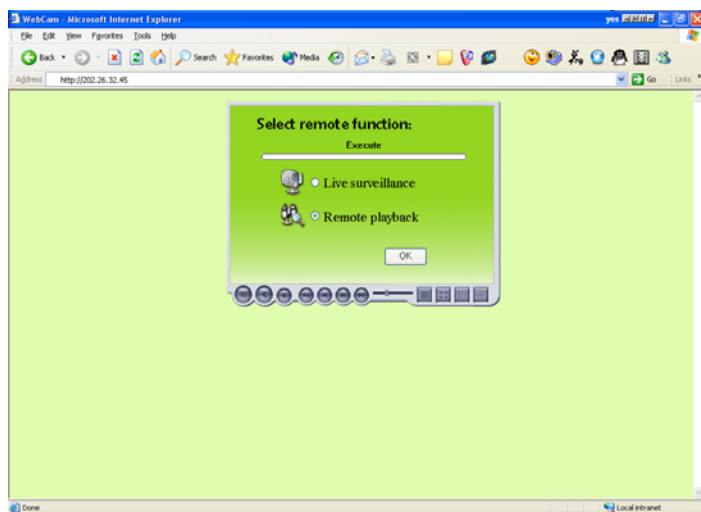 WebCam - Microsoft Internet Explorer
yes
File Edit View Favorites Tools Help
Back Search Favorites Media
Address http://202.26.32.45 Go Links
Select remote function:
Execute
Live surveillance
Remote playback
OK
Done Local intranet